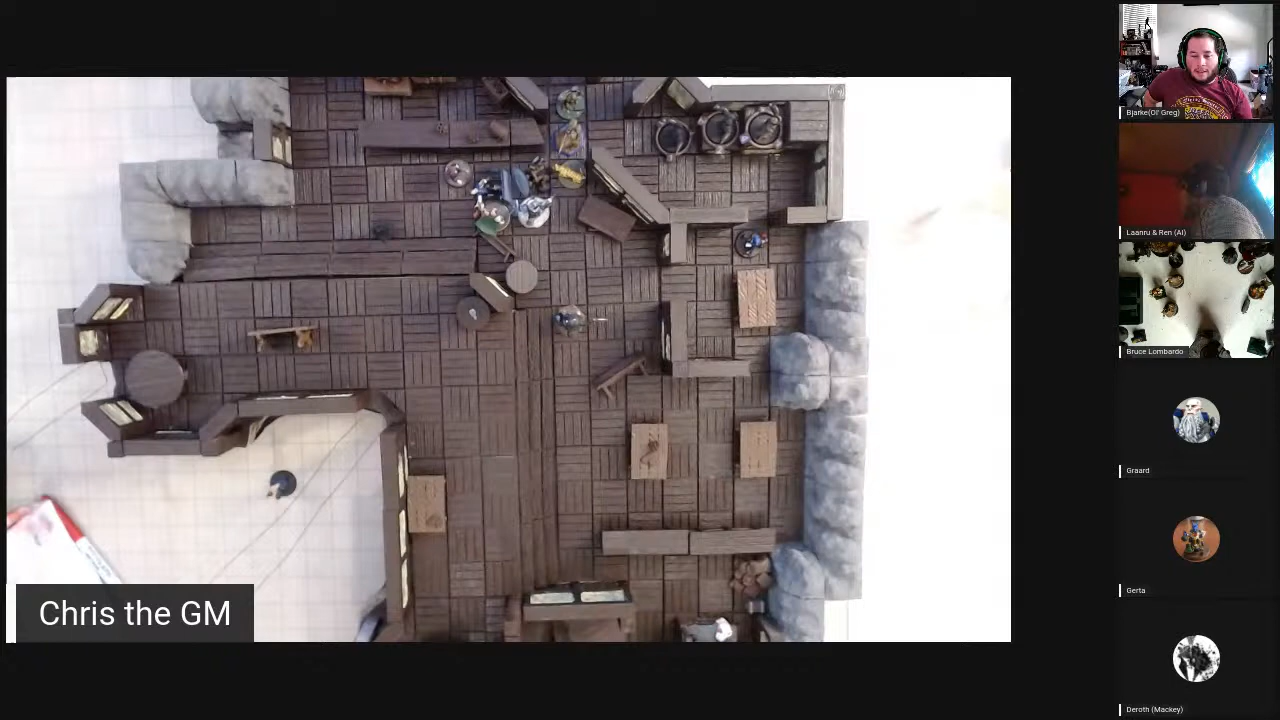 Chris the GM
Bjarke(Ol' Greg)
Laanru & Ren (Al)
Bruce Lombardo
Graard
Gerta
Deroth (Mackey)